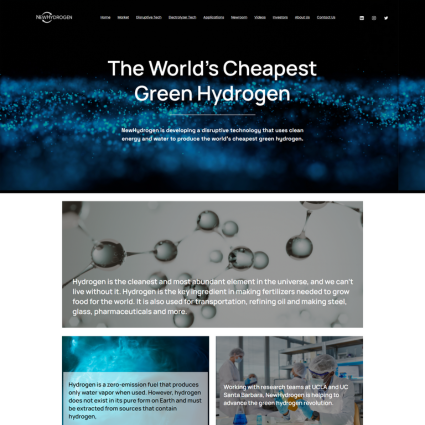 NEWHYDROGEN
Home Market Disruptive Tech Electrolyzer Tech Applications Newsroom Videos Investors About Us Contact Us
The World's Cheapest
Green Hydrogen
NewHydrogen is developing a disruptive technology that uses clean
energy and water to produce the world's cheapest green hydrogen.
Hydrogen is the cleanest and most abundant element in the universe, and we can't
live without it. Hydrogen is the key ingredient in making fertilizers needed to grow
food for the world. It is also used for transportation, refining oil and making steel,
glass, pharmaceuticals and more.
Hydrogen is a zero-emission fuel that produces
only water vapor when used. However, hydrogen
does not exist in its pure form on Earth and must
be extracted from sources that contain
hydrogen.
Working with research teams at UCLA and UC
Santa Barbara, NewHydrogen is helping to
advance the green hydrogen revolution.